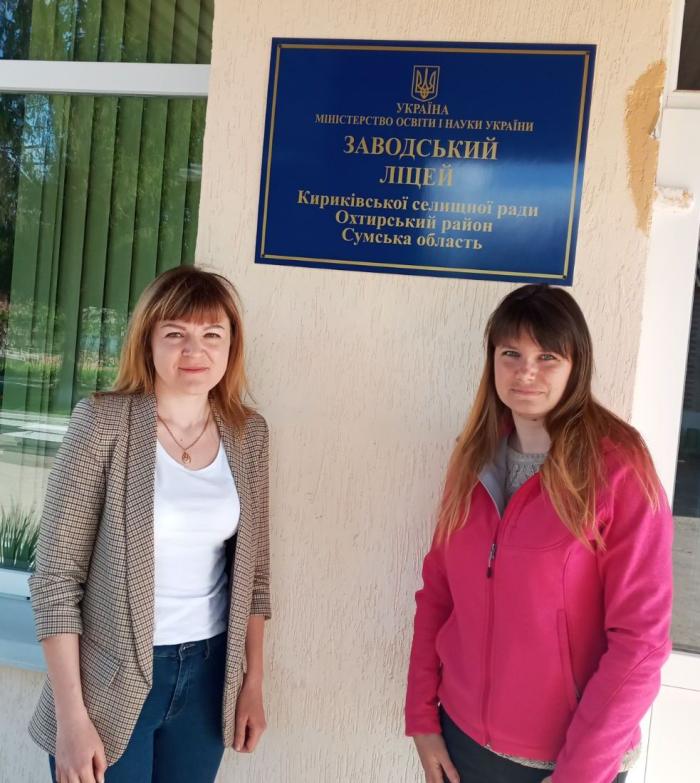 УКРАЇНА
МІНІСТЕРСТВО ОСВІТИ І НАУКИ УКРАЇНИ
ЗАВОДСЬКИЙ
ЛІЦЕЙ
Кириківської селищної ради
Охтирський район
Сумська область